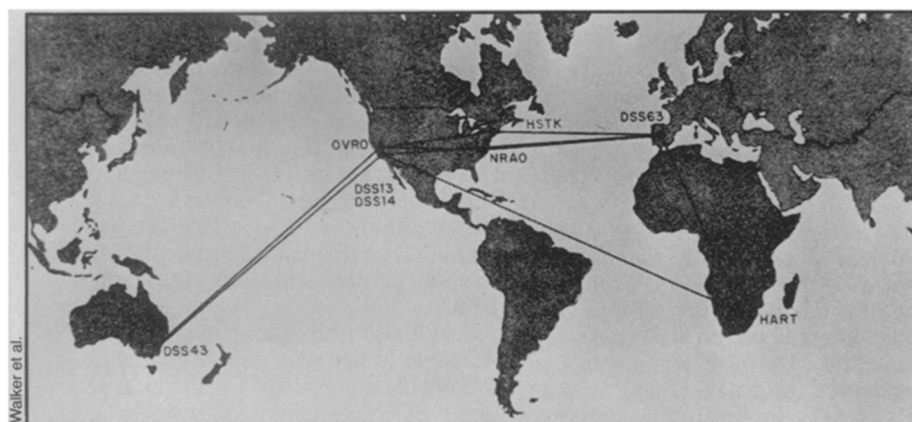 Walker et al.
HSTK
DSS63
OVRO
NRAO
DSS13
DSS14
HART
DSS43